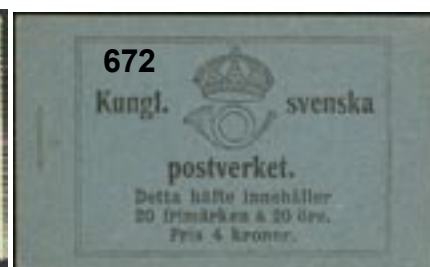 672
Kungl. svenska
postverket.
Detta häfte innehåller
20 frimärken à 20 öre.
Pris 4 kronor.